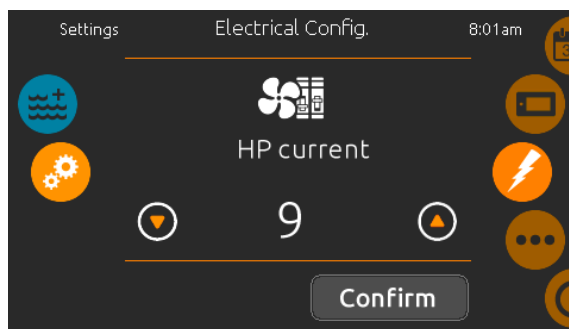 Settings
Electrical Config.
8:01am
HP current
9
Confirm